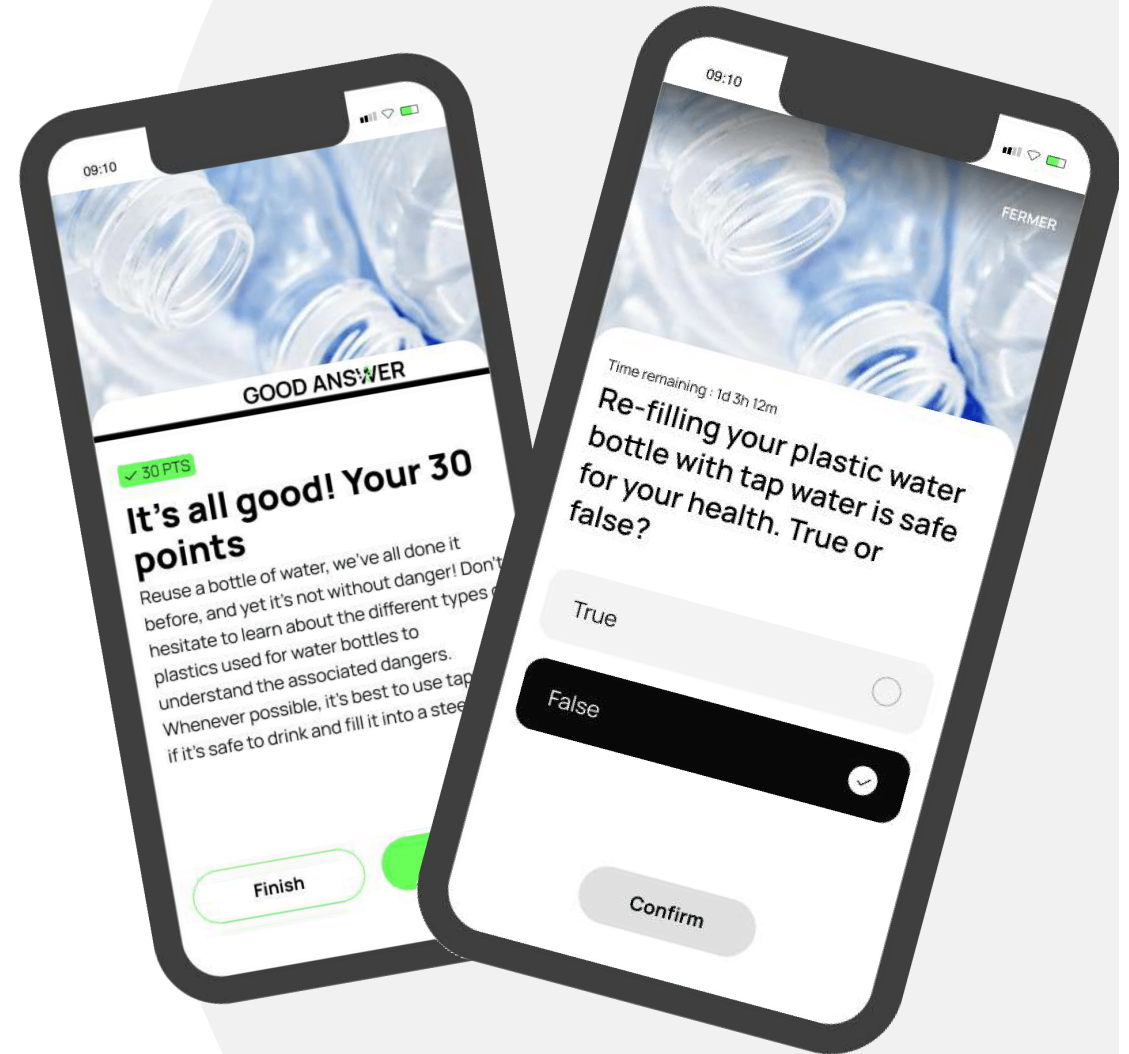 09:10
GOOD ANSWER
30 PTS
It's all good! Your 30
points
Reuse a bottle of water, we've all done it
before, and yet it's not without danger! Don't
hesitate to learn about the different types
plastics used for water bottles to
understand the associated dangers.
Whenever possible, it's best to use tap
if it's safe to drink and fill it into a
Finish
09:10
FERMER
Time remaining : 1d 3h 12m
Re-filling your plastic water
bottle with tap water is safe
for your health. True or
false?
True
False
Confirm